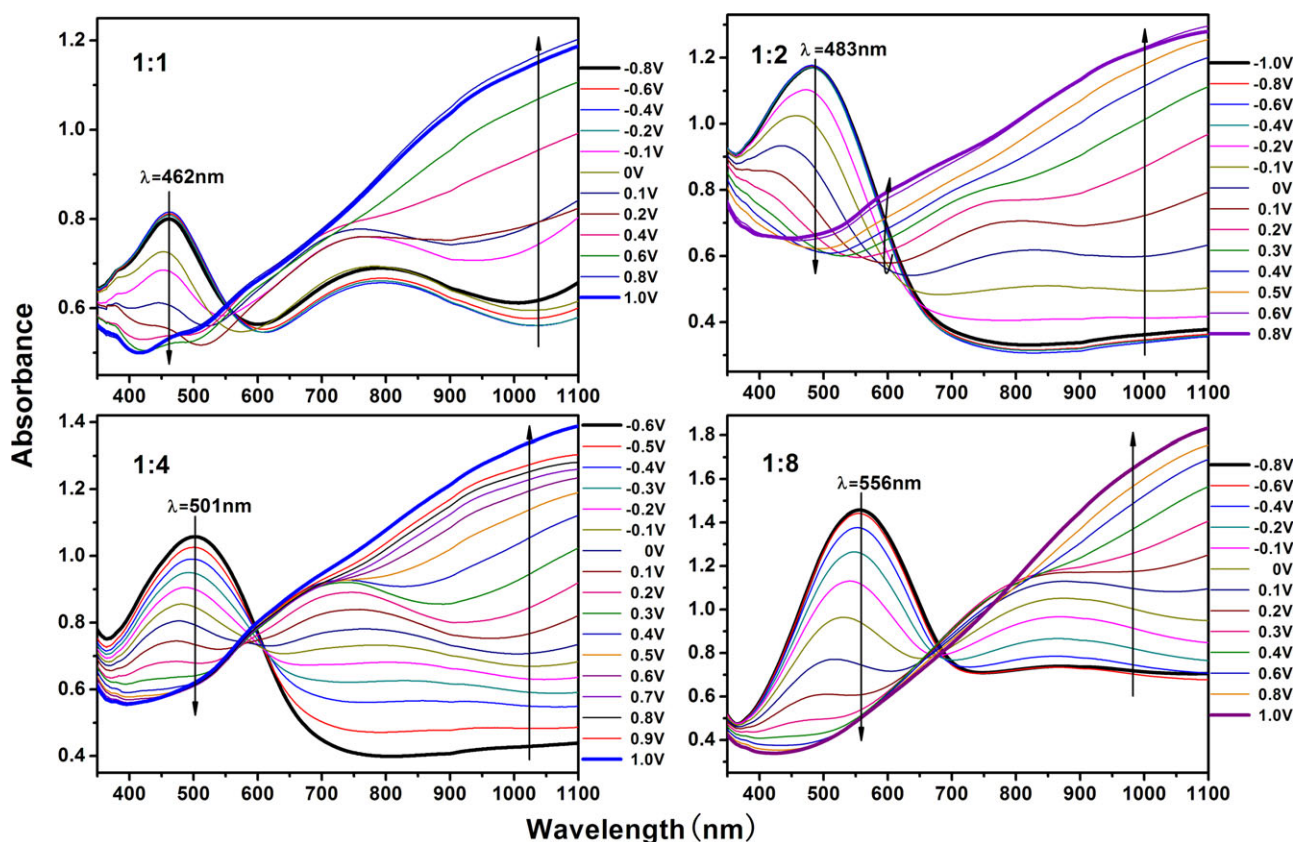 1:1
λ=462nm
1.2
1.0
0.8
0.6
400 500 600 700 800 900 1000 1100
-0.8V
-0.6V
-0.4V
-0.2V
-0.1V
0V
0.1V
0.2V
0.4V
0.6V
0.8V
1.0V
1:2
λ=483nm
1.2
1.0
0.8
0.6
0.4
400 500 600 700 800 900 1000 1100
-1.0V
-0.8V
-0.6V
-0.4V
-0.2V
-0.1V
0V
0.1V
0.2V
0.3V
0.4V
0.5V
0.6V
0.8V
Absorbance
1:4
λ=501nm
1.4
1.2
1.0
0.8
0.6
0.4
400 500 600 700 800 900 1000 1100
-0.6V
-0.5V
-0.4V
-0.3V
-0.2V
-0.1V
0V
0.1V
0.2V
0.3V
0.4V
0.5V
0.6V
0.7V
0.8V
0.9V
1.0V
1:8
λ=556nm
1.8
1.6
1.4
1.2
1.0
0.8
0.6
0.4
400 500 600 700 800 900 1000 1100
-0.8V
-0.6V
-0.4V
-0.2V
-0.1V
0V
0.1V
0.2V
0.3V
0.4V
0.6V
0.8V
1.0V
Wavelength(nm)